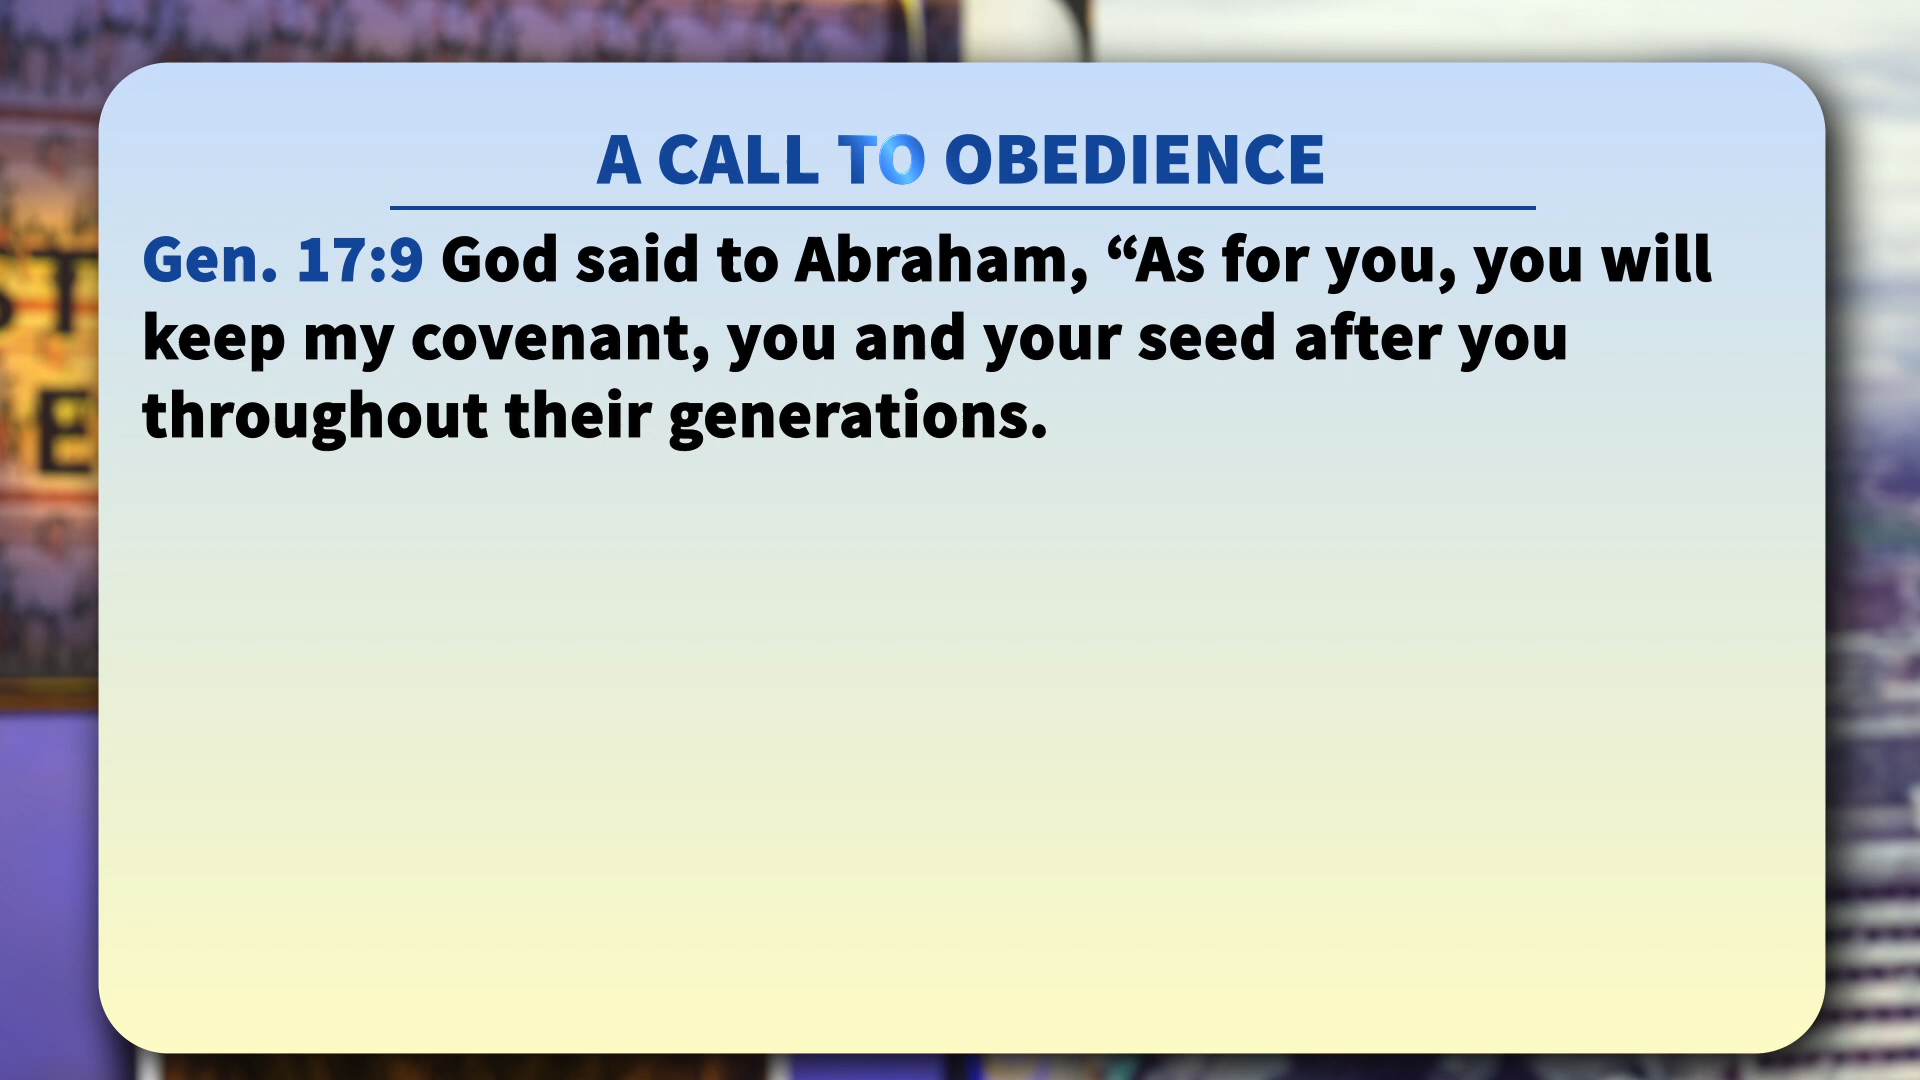 A CALL TO OBEDIENCE
Gen. 17:9 God said to Abraham, “As for you, you will
keep my covenant, you and your seed after you
throughout their generations.